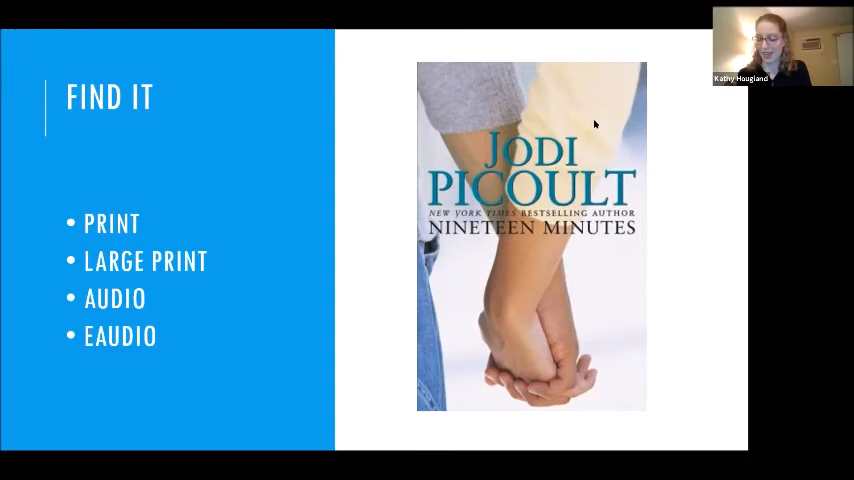 FIND IT
• PRINT
• LARGE PRINT
• AUDIO
• EAUDIO
JODI
PICOULT
NEW YORK TIMES BESTSELLING AUTHOR
NINETEEN MINUTES
Kathy Hougland